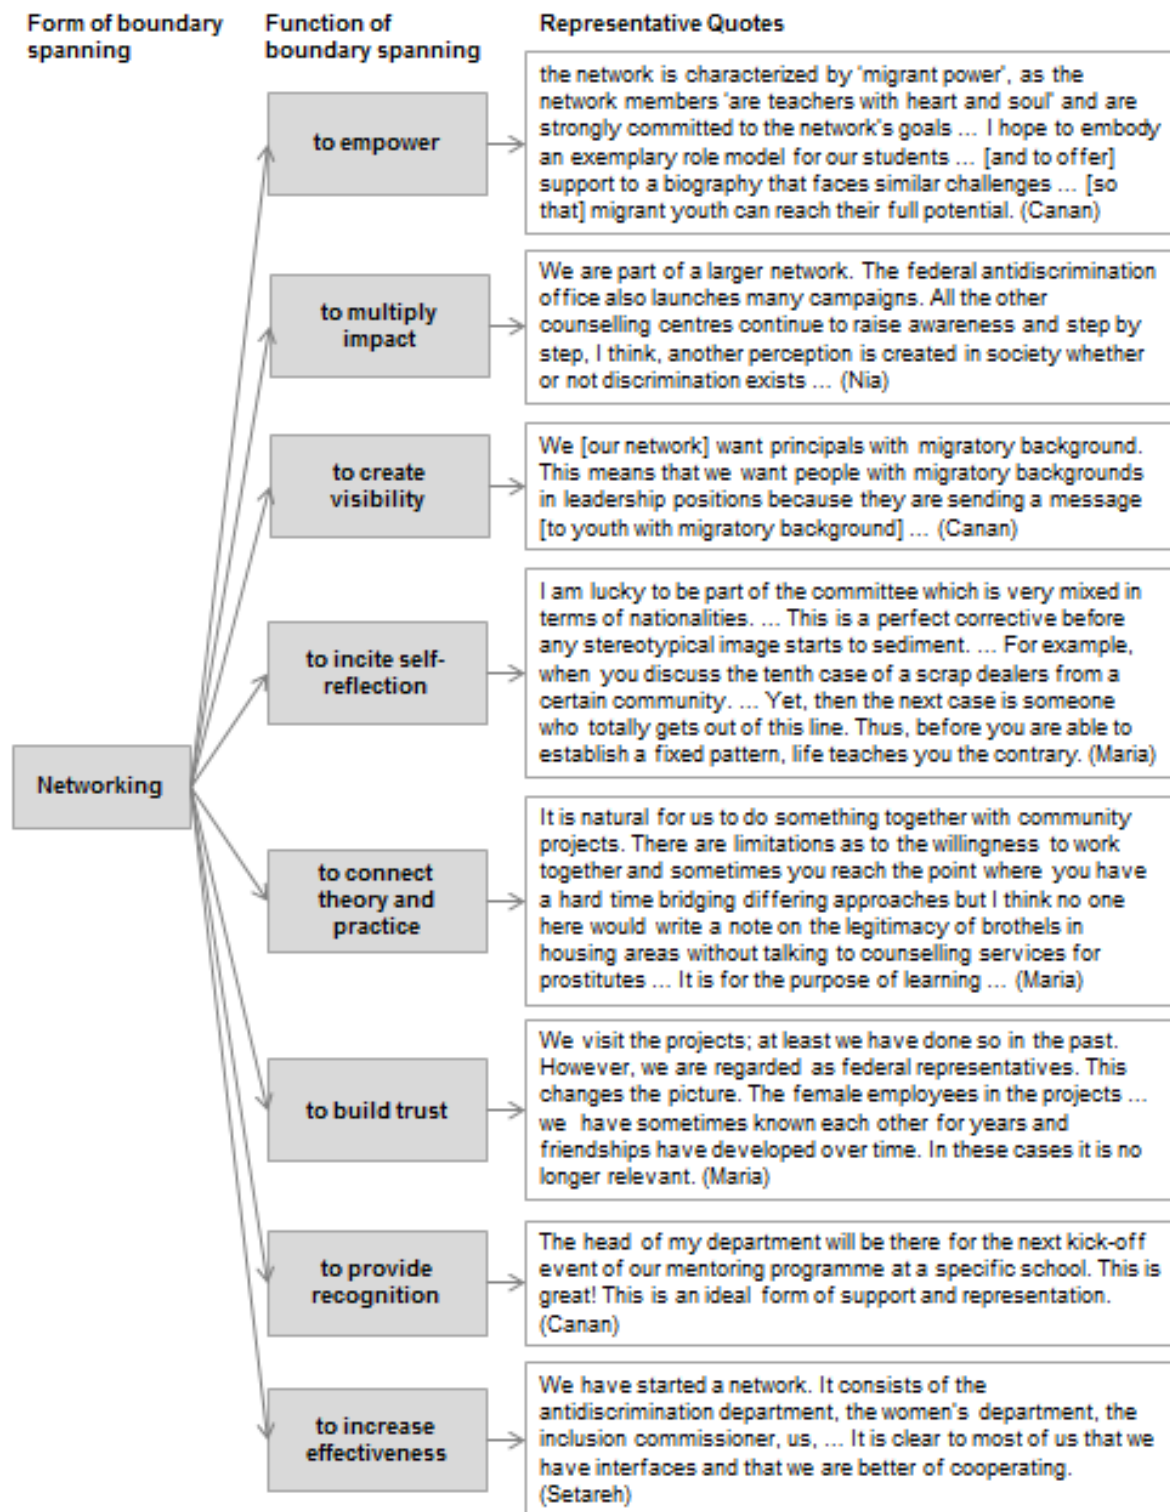 Form of boundary
spanning
Function of
boundary spanning
Representative Quotes
Networking
to empower
the network is characterized by 'migrant power', as the
network members 'are teachers with heart and soul' and are
strongly committed to the network's goals ... I hope to embody
an exemplary role model for our students ... [and to offer]
support to a biography that faces similar challenges ... [so
that] migrant youth can reach their full potential. (Canan)
to multiply
impact
We are part of a larger network. The federal antidiscrimination
office also launches many campaigns. All the other
counselling centres continue to raise awareness and step by
step, I think, another perception is created in society whether
or not discrimination exists ... (Nia)
to create
visibility
We [our network] want principals with migratory background.
This means that we want people with migratory backgrounds
in leadership positions because they are sending a message
[to youth with migratory background] ... (Canan)
to incite self-
reflection
I am lucky to be part of the committee which is very mixed in
terms of nationalities. ... This is a perfect corrective before
any stereotypical image starts to sediment. ... For example,
when you discuss the tenth case of a scrap dealers from a
certain community. ... Yet, then the next case is someone
who totally gets out of this line. Thus, before you are able to
establish a fixed pattern, life teaches you the contrary. (Maria)
to connect
theory and
practice
It is natural for us to do something together with community
projects. There are limitations as to the willingness to work
together and sometimes you reach the point where you have
a hard time bridging differing approaches but I think no one
here would write a note on the legitimacy of brothels in
housing areas without talking to counselling services for
prostitutes ... It is for the purpose of learning ... (Maria)
to build trust
We visit the projects; at least we have done so in the past.
However, we are regarded as federal representatives. This
changes the picture. The female employees in the projects ...
we have sometimes known each other for years and
friendships have developed over time. In these cases it is no
longer relevant. (Maria)
to provide
recognition
The head of my department will be there for the next kick-off
event of our mentoring programme at a specific school. This is
great! This is an ideal form of support and representation.
(Canan)
to increase
effectiveness
We have started a network. It consists of the
antidiscrimination department, the women's department, the
inclusion commissioner, us, ... It is clear to most of us that we
have interfaces and that we are better of cooperating.
(Setareh)